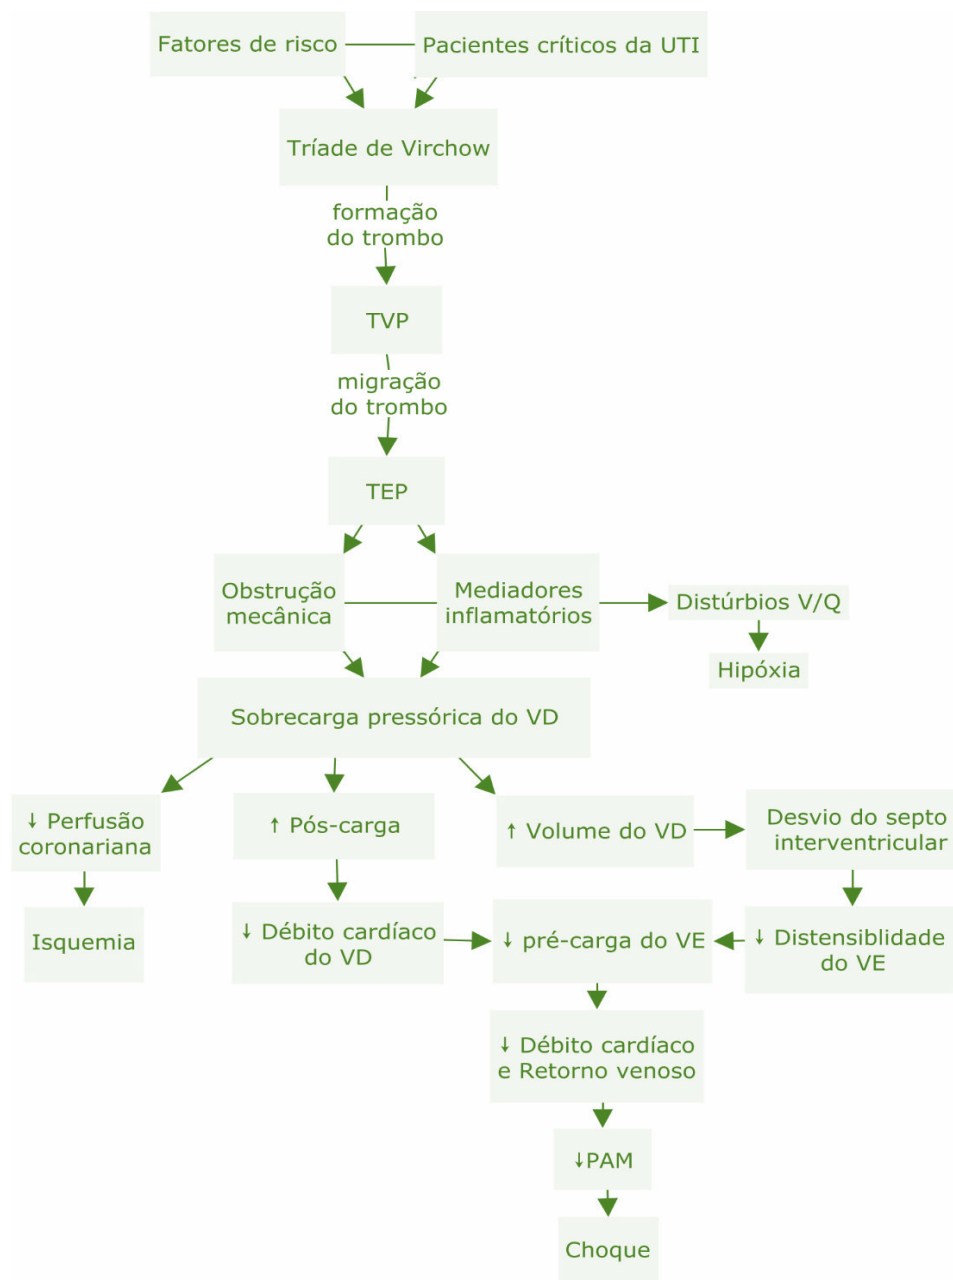 Fatores de risco
Pacientes críticos da UTI
Tríade de Virchow
formação
do trombo
TVP
migração
do trombo
TEP
Obstrução
mecânica
Mediadores
inflamatórios
Distúrbios V/Q
Hipóxia
Sobrecarga pressórica do VD
↓ Perfusão
coronariana
↑ Pós-carga
↑ Volume do VD
Desvio do septo
interventricular
Isquemia
↓ Débito cardíaco
do VD
↓ pré-carga do VE
↓ Distensiblidade
do VE
↓ Débito cardíaco
e Retorno venoso
↓PAM
Choque